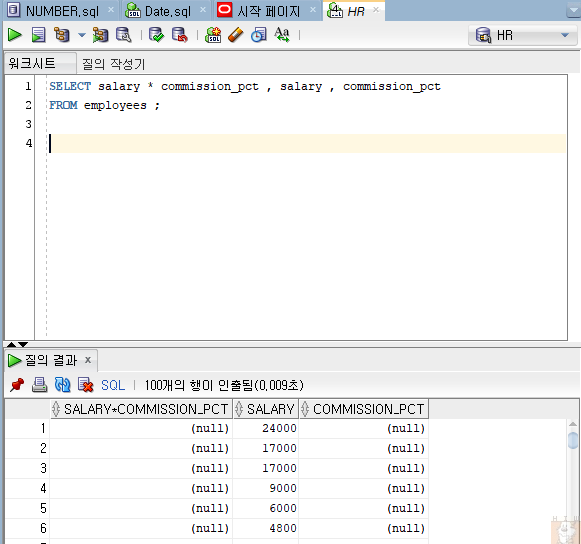 NUMBER.sql Date.sql 시작 페이지 HR
HR
워크시트 질의 작성기
1 SELECT salary * commission_pct , salary , commission_pct
2 FROM employees ;
3
4
질의 결과 x
SQL | 100개의 행이 인출됨(0,009초)
SALARY*COMMISSION_PCT SALARY COMMISSION_PCT
1 (null) 24000 (null)
2 (null) 17000 (null)
3 (null) 17000 (null)
4 (null) 9000 (null)
5 (null) 6000 (null)
6 (null) 4800 (null)